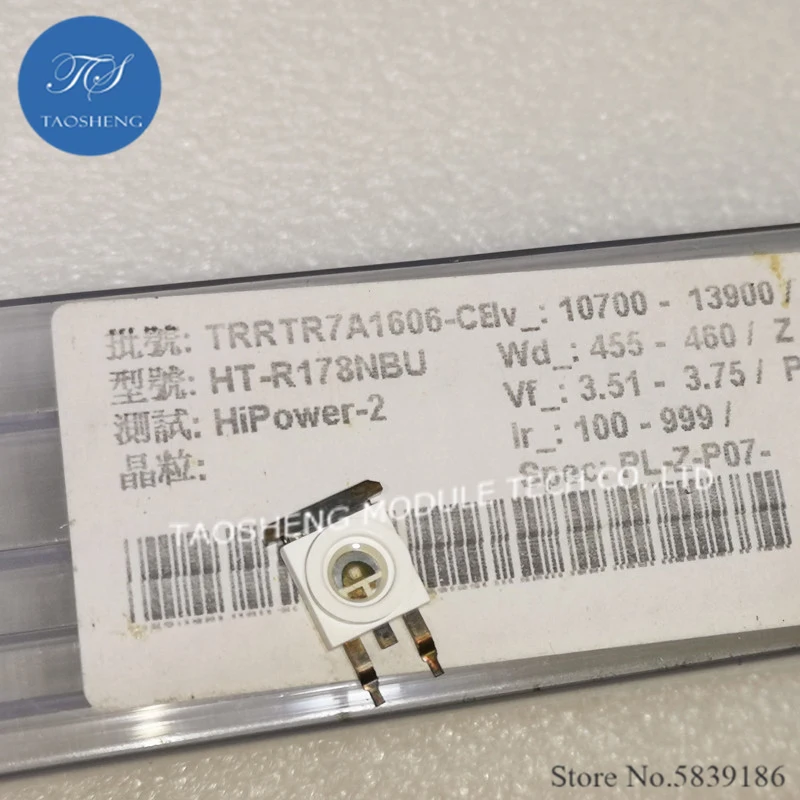 TS
TAOSHENG
批號: TRRTR7A1606-CE Iv_: 10700 - 13900 /
型號: HT-R178NBU Wd_: 455 - 460 / Z
測試: HiPower-2 Vf_: 3.51 - 3.75 / P
晶粒: Ir_: 100 - 999 /
Spec: PL-Z-P07-
TAOSHENG MODULE TECH CO.,LTD
Store No.5839186